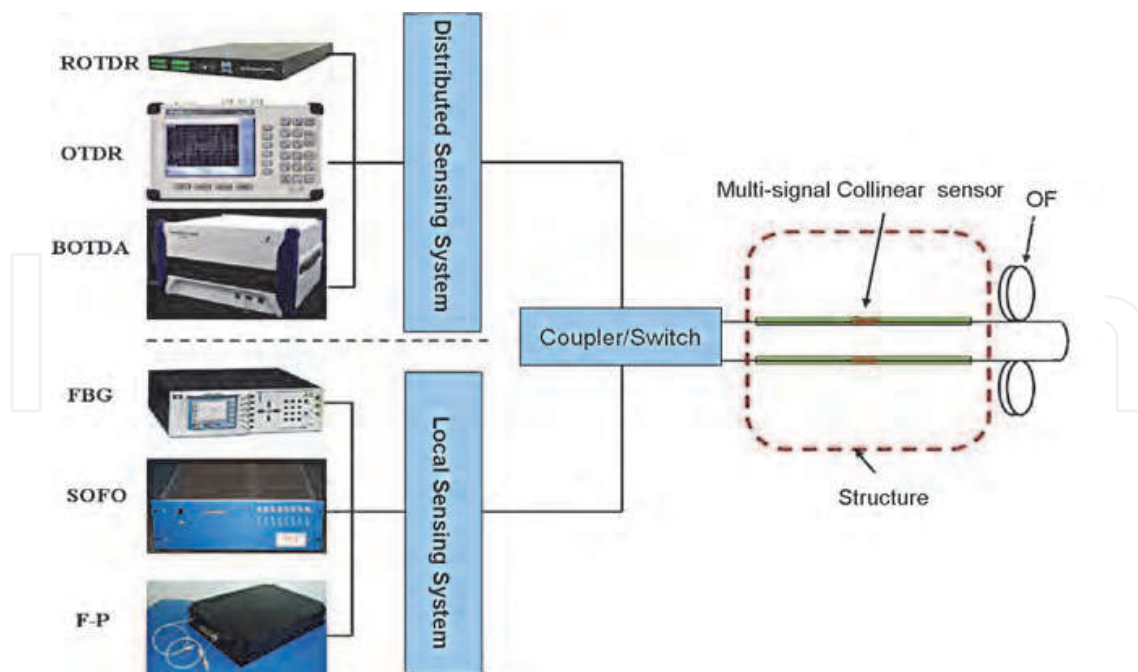 ROTDR
OTDR
BOTDA
Distributed Sensing System
FBG
SOFO
F-P
Local Sensing System
Coupler/Switch
Multi-signal Collinear sensor
OF
Structure